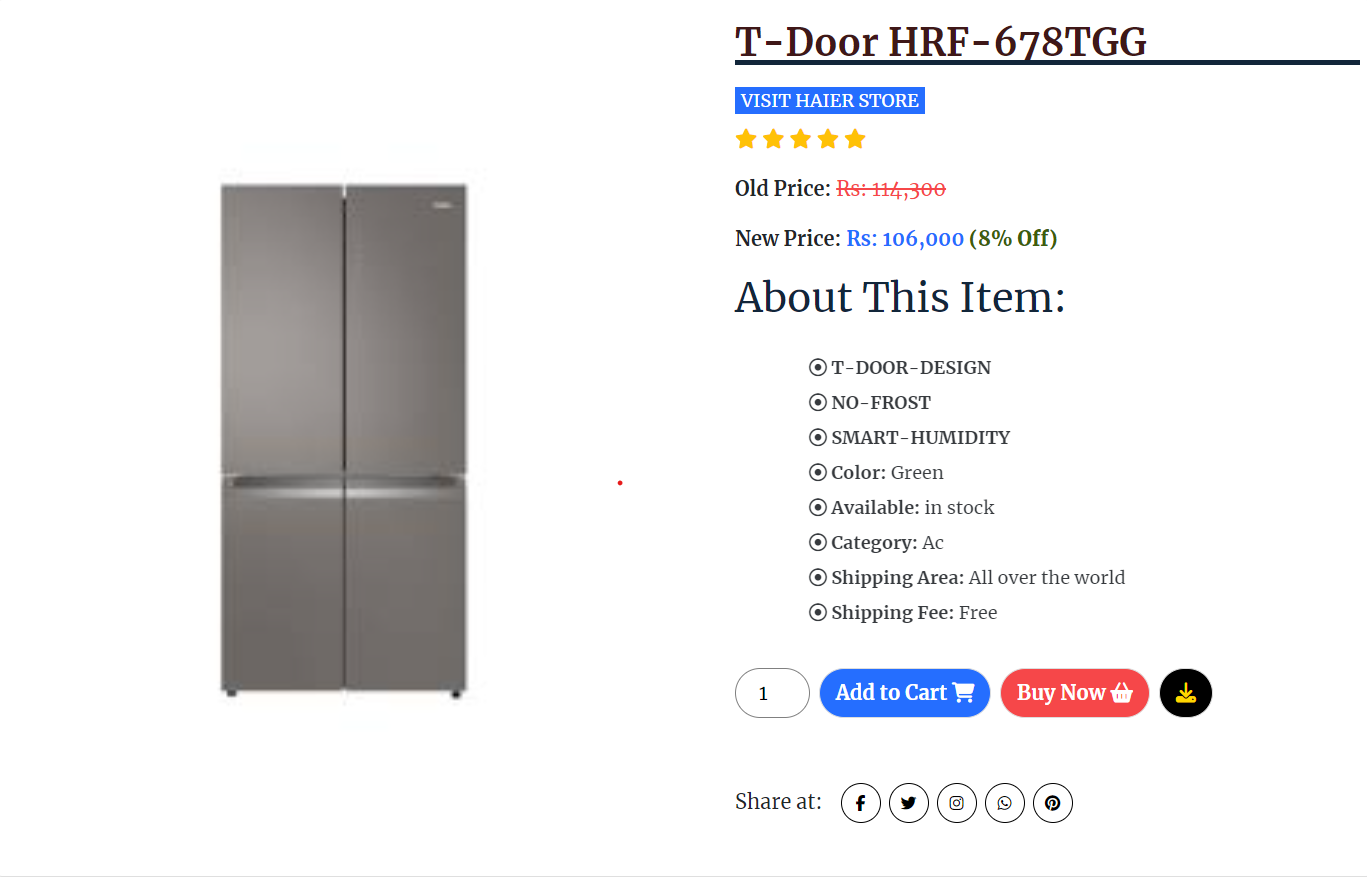 T-Door HRF-678TGG
VISIT HAIER STORE
Old Price: Rs: 114,300
New Price: Rs: 106,000 (8% Off)
About This Item:
T-DOOR-DESIGN
NO-FROST
SMART-HUMIDITY
Color: Green
Available: in stock
Category: Ac
Shipping Area: All over the world
Shipping Fee: Free
1 Add to Cart Buy Now
Share at: